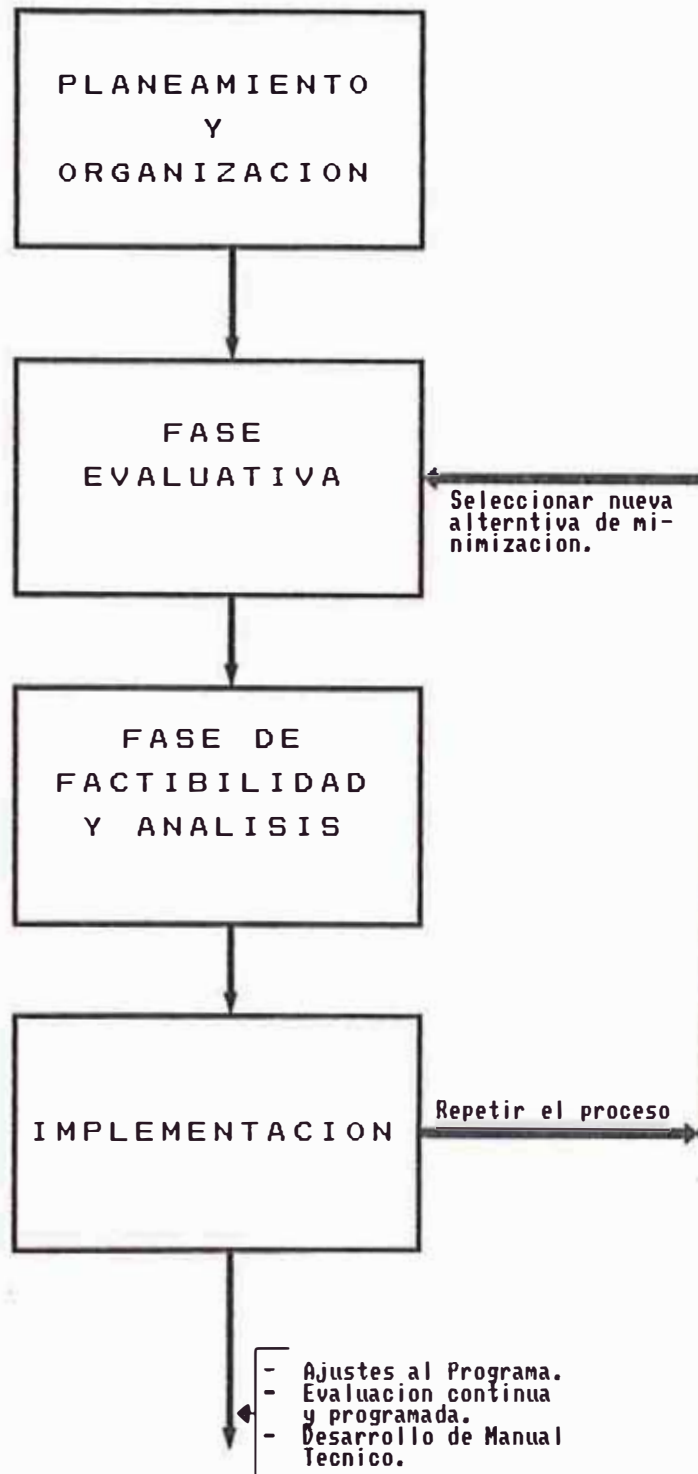 PLANEAMIENTO
Y
ORGANIZACION
FASE
EVALUATIVA
Seleccionar nueva
alterntiva de mi-
nimizacion.
FASE DE
FACTIBILIDAD
Y ANALISIS
IMPLEMENTACION
Repetir el proceso
- Ajustes al Programa.
- Evaluacion continua
y programada.
- Desarrollo de Manual
Tecnico.